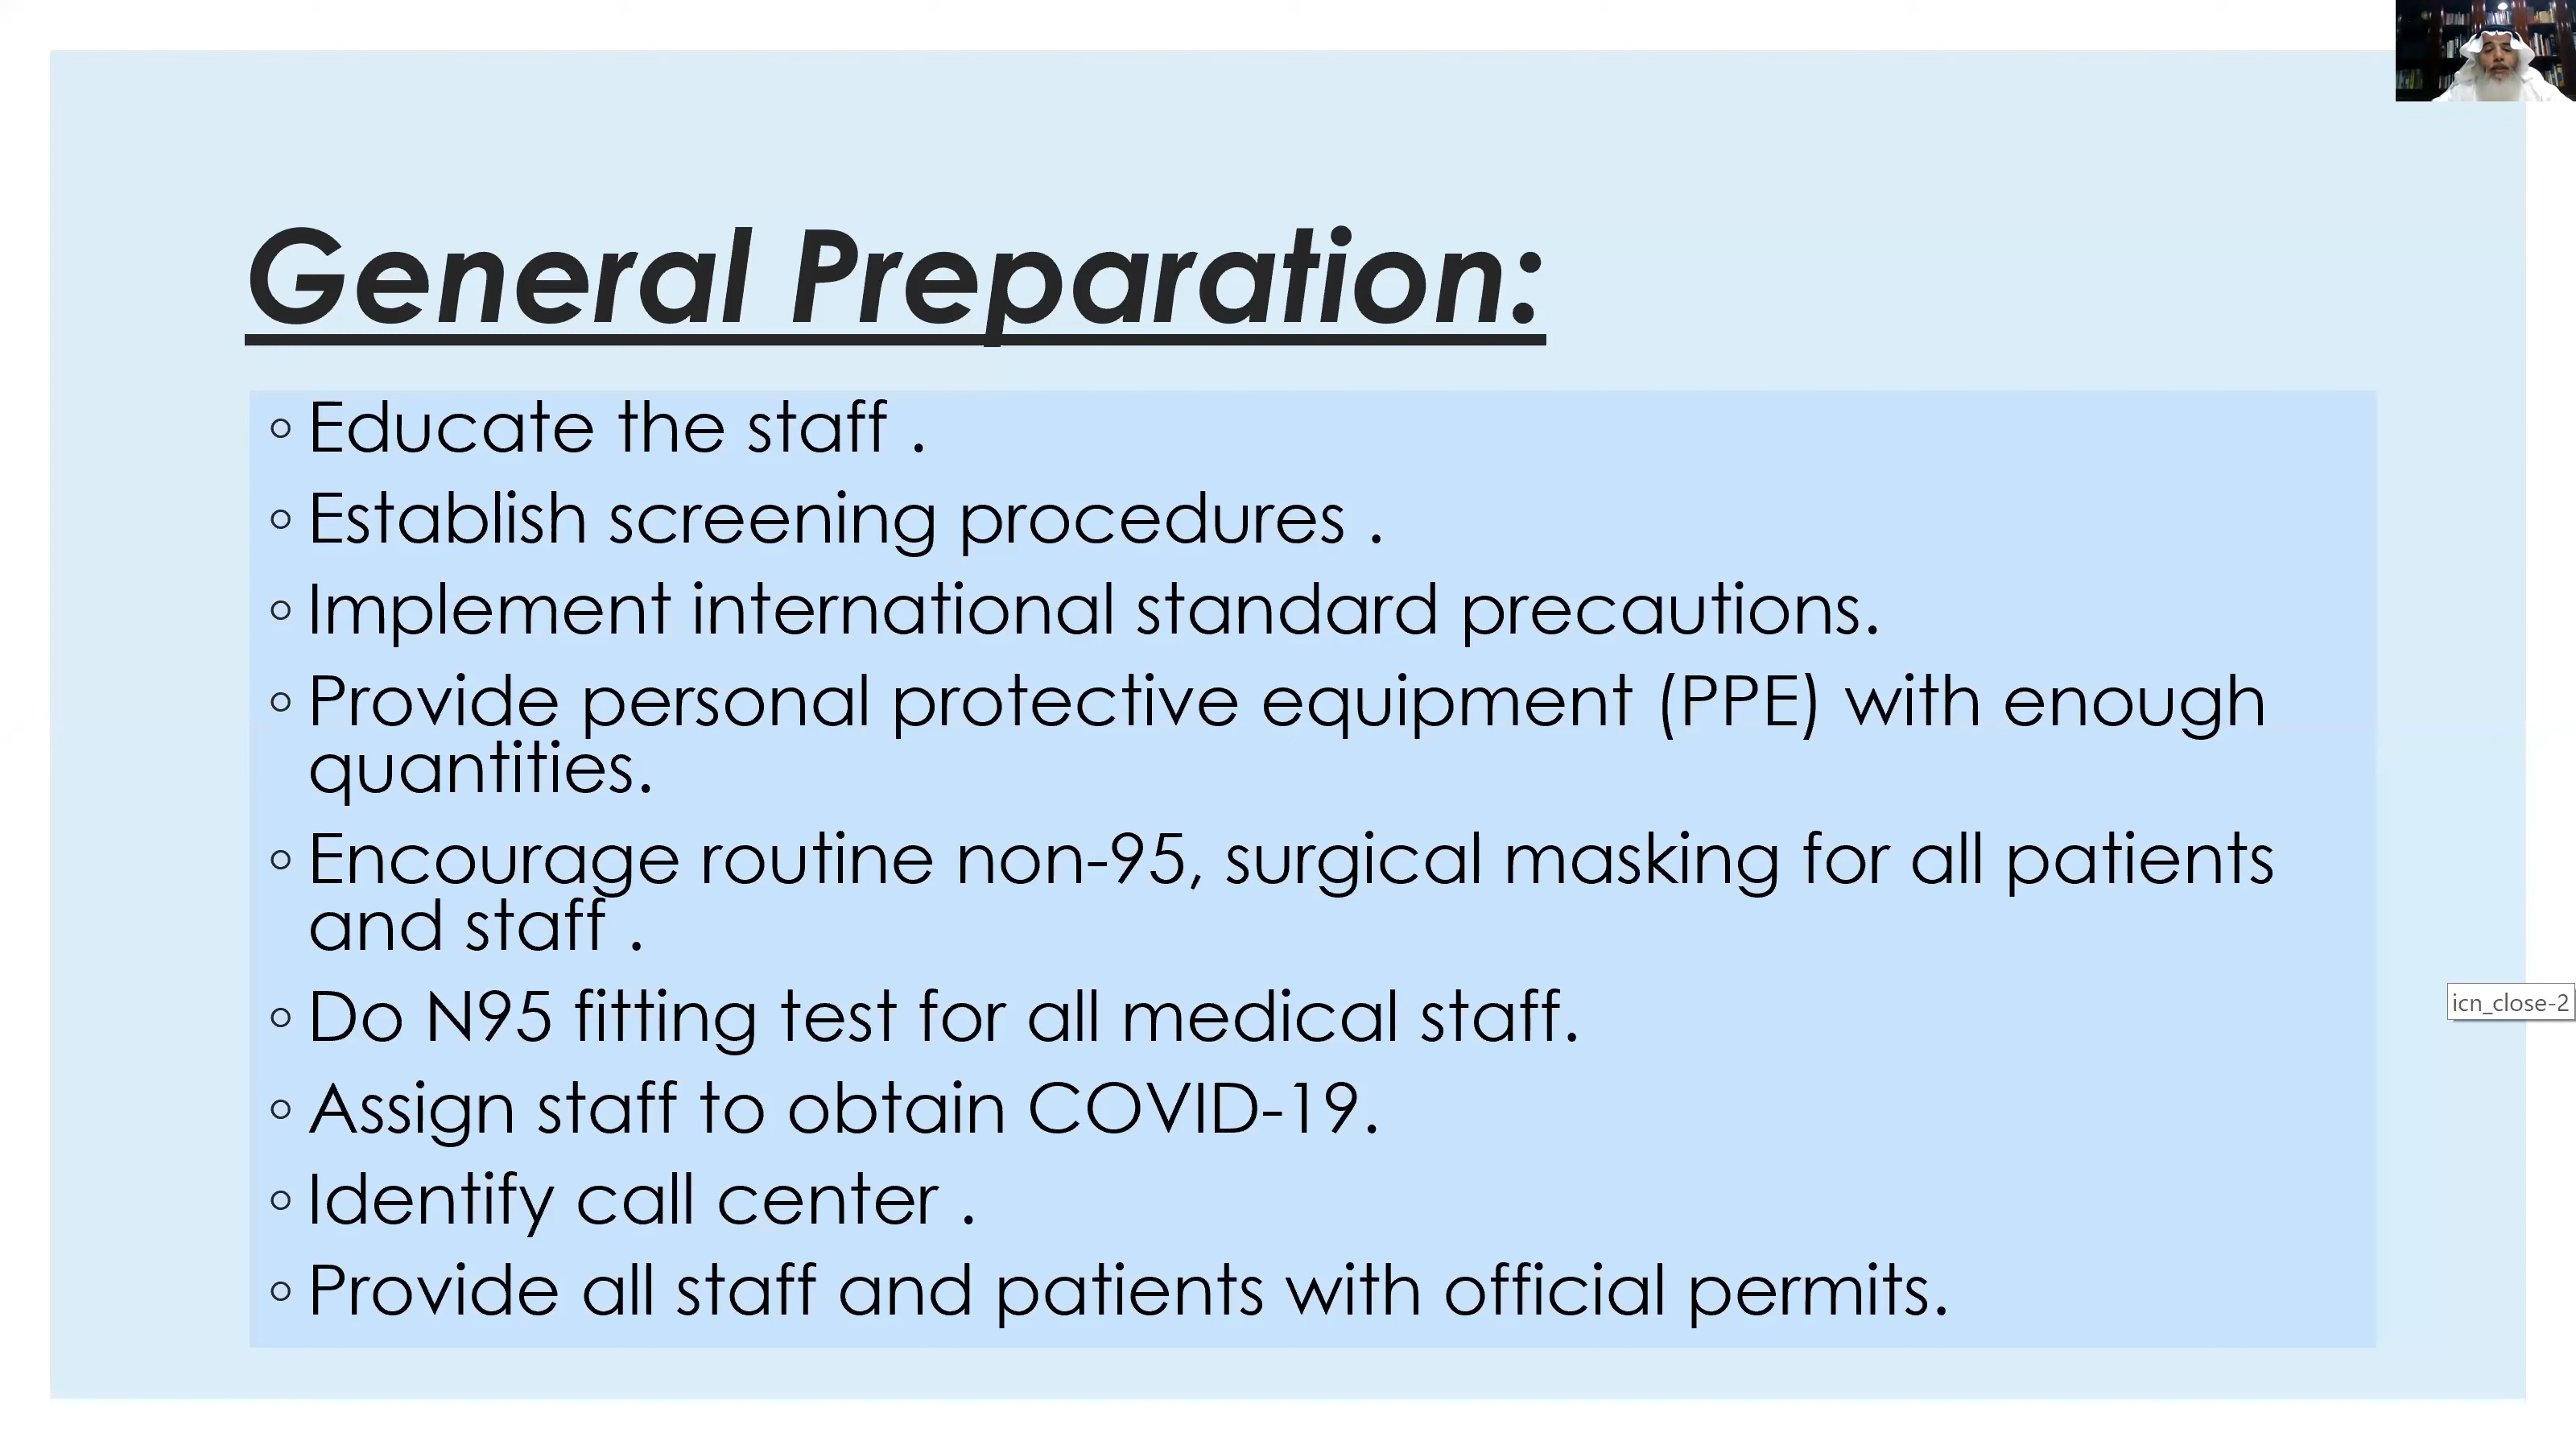 General Preparation:
◦ Educate the staff .
◦ Establish screening procedures .
◦ Implement international standard precautions.
◦ Provide personal protective equipment (PPE) with enough
quantities.
◦ Encourage routine non-95, surgical masking for all patients
and staff .
◦ Do N95 fitting test for all medical staff.
◦ Assign staff to obtain COVID-19.
◦ Identify call center .
◦ Provide all staff and patients with official permits.
icn_close-2